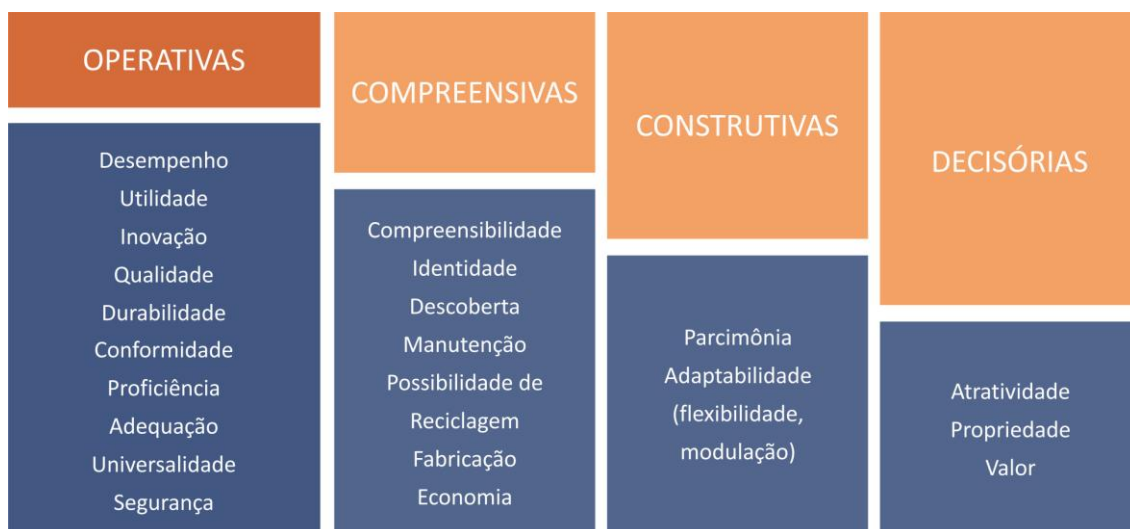 OPERATIVAS
Desempenho
Utilidade
Inovação
Qualidade
Durabilidade
Conformidade
Proficiência
Adequação
Universalidade
Segurança
COMPREENSIVAS
Compreensibilidade
Identidade
Descoberta
Manutenção
Possibilidade de
Reciclagem
Fabricação
Economia
CONSTRUTIVAS
Parcimônia
Adaptabilidade
(flexibilidade,
modulação)
DECISÓRIAS
Atratividade
Propriedade
Valor